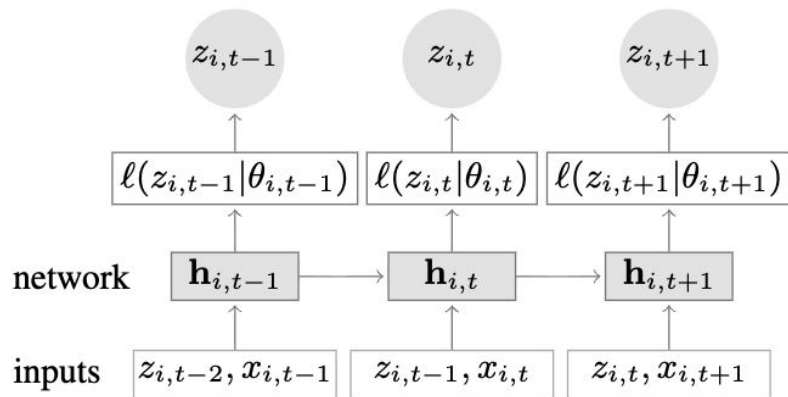 z_{i,t-1} z_{i,t} z_{i,t+1}
ℓ(z_{i,t-1}|θ_{i,t-1}) ℓ(z_{i,t}|θ_{i,t}) ℓ(z_{i,t+1}|θ_{i,t+1})
network h_{i,t-1} h_{i,t} h_{i,t+1}
inputs z_{i,t-2}, x_{i,t-1} z_{i,t-1}, x_{i,t} z_{i,t}, x_{i,t+1}